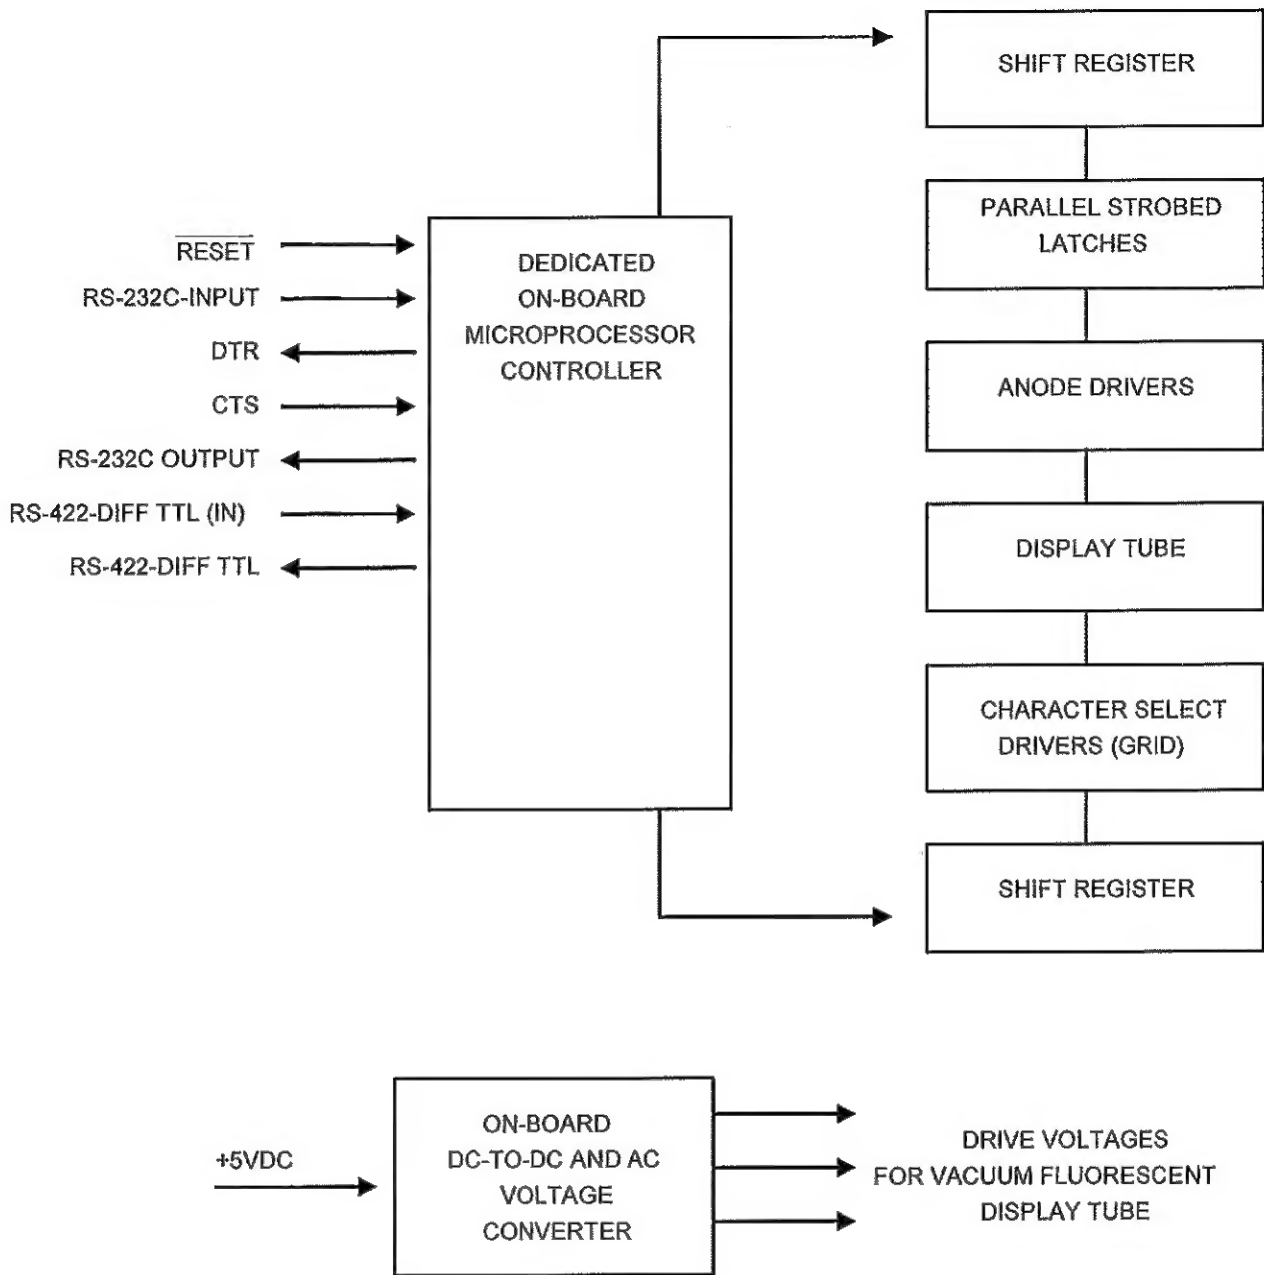 SHIFT REGISTER
PARALLEL STROBED
LATCHES
RESET
RS-232C-INPUT
DTR
CTS
RS-232C OUTPUT
RS-422-DIFF TTL (IN)
RS-422-DIFF TTL
DEDICATED
ON-BOARD
MICROPROCESSOR
CONTROLLER
ANODE DRIVERS
DISPLAY TUBE
CHARACTER SELECT
DRIVERS (GRID)
SHIFT REGISTER
+5VDC
ON-BOARD
DC-TO-DC AND AC
VOLTAGE
CONVERTER
DRIVE VOLTAGES
FOR VACUUM FLUORESCENT
DISPLAY TUBE